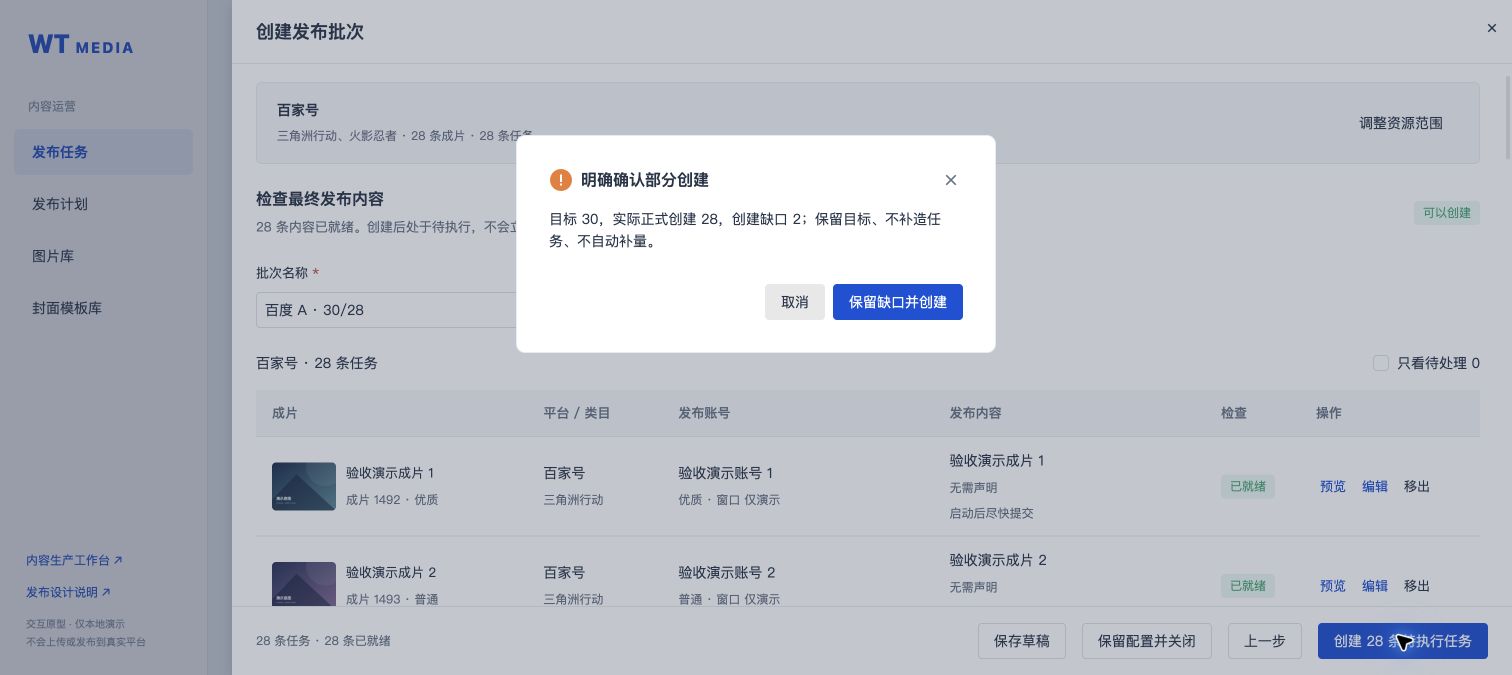 WT MEDIA
创建发布批次
内容运营
发布任务
发布计划
图片库
封面模板库
百家号
三角洲行动、火影忍者 · 28 条成片 · 28 条任务
调整资源范围
检查最终发布内容
28 条内容已就绪。创建后处于待执行，不会立
可以创建
批次名称 *
百度 A · 30/28
明确确认部分创建
目标 30，实际正式创建 28，创建缺口 2；保留目标、不补造任
务、不自动补量。
取消
保留缺口并创建
百家号 · 28 条任务
只看待处理 0
成片
平台 / 类目
发布账号
发布内容
检查
操作
验收演示成片 1
成片 1492 · 优质
百家号
三角洲行动
验收演示账号 1
优质 · 窗口 仅演示
验收演示成片 1
无需声明
启动后尽快提交
已就绪
预览
编辑
移出
验收演示成片 2
成片 1493 · 普通
百家号
三角洲行动
验收演示账号 2
普通 · 窗口 仅演示
验收演示成片 2
无需声明
已就绪
预览
编辑
移出
内容生产工作台 ↗
发布设计说明 ↗
交互原型 · 仅本地演示
不会上传或发布到真实平台
28 条任务 · 28 条已就绪
保存草稿
保留配置并关闭
上一步
创建 28 条 执行任务